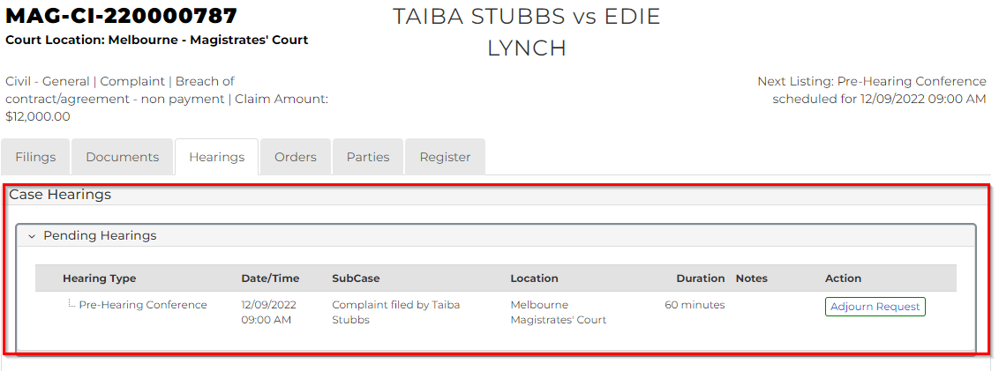 MAG-CI-220000787
TAIBA STUBBS vs EDIE
LYNCH
Court Location: Melbourne - Magistrates' Court
Civil - General | Complaint | Breach of
contract/agreement - non payment | Claim Amount:
$12,000.00
Next Listing: Pre-Hearing Conference
scheduled for 12/09/2022 09:00 AM
Filings Documents Hearings Orders Parties Register
Case Hearings
Pending Hearings
Hearing Type Date/Time SubCase Location Duration Notes Action
Pre-Hearing Conference 12/09/2022 Complaint filed by Taiba Melbourne 60 minutes Adjourn Request
09:00 AM Stubbs Magistrates' Court